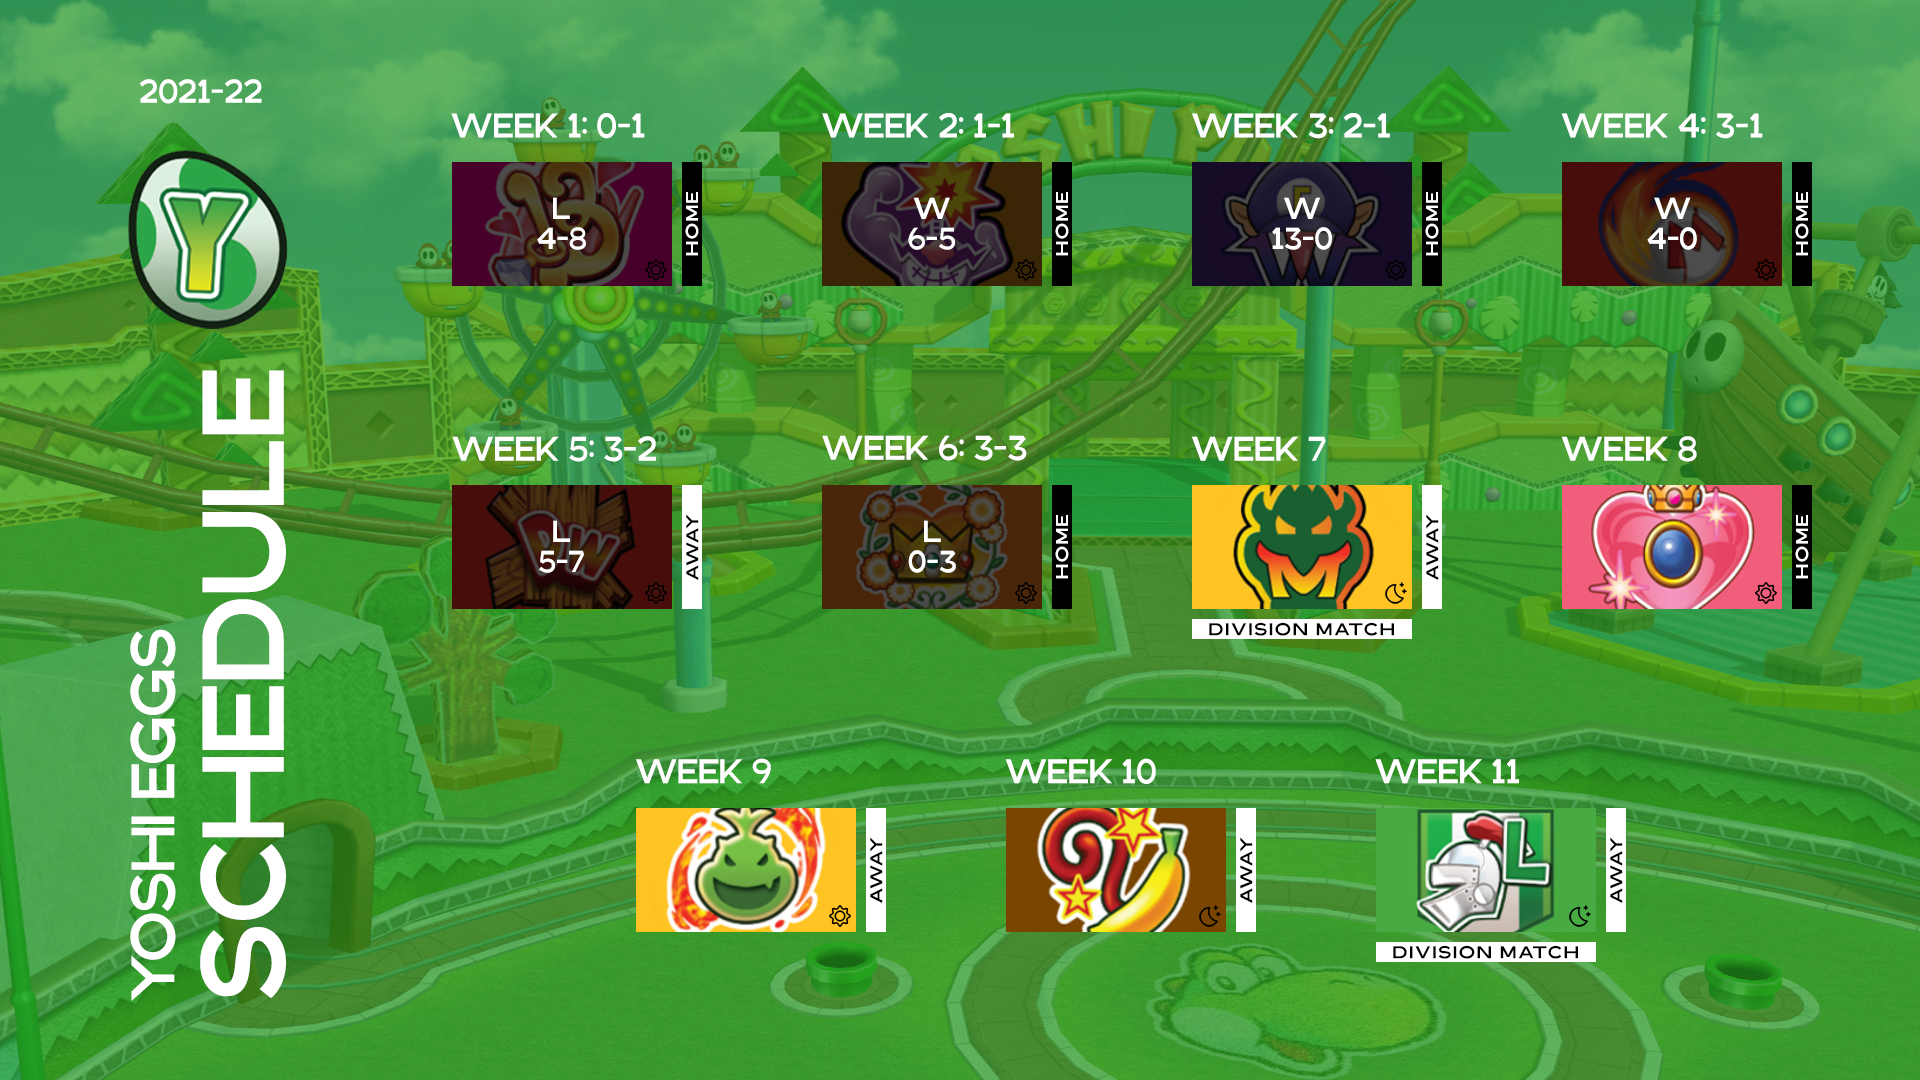 2021-22
Y
YOSHI EGGS
SCHEDULE
WEEK 1: 0-1
L
4-8
HOME
WEEK 2: 1-1
W
6-5
HOME
WEEK 3: 2-1
W
13-0
HOME
WEEK 4: 3-1
W
4-0
HOME
WEEK 5: 3-2
L
5-7
AWAY
WEEK 6: 3-3
L
0-3
HOME
WEEK 7
M
AWAY
DIVISION MATCH
WEEK 8
HOME
WEEK 9
AWAY
WEEK 10
AWAY
WEEK 11
L
AWAY
DIVISION MATCH